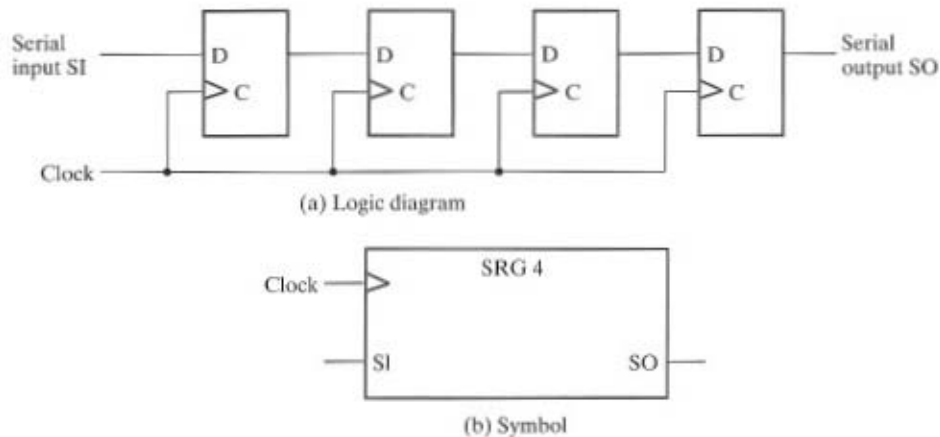 Serial
input SI
D
C
D
C
D
C
D
C
Serial
output SO
Clock
(a) Logic diagram
SRG 4
Clock
SI
SO
(b) Symbol